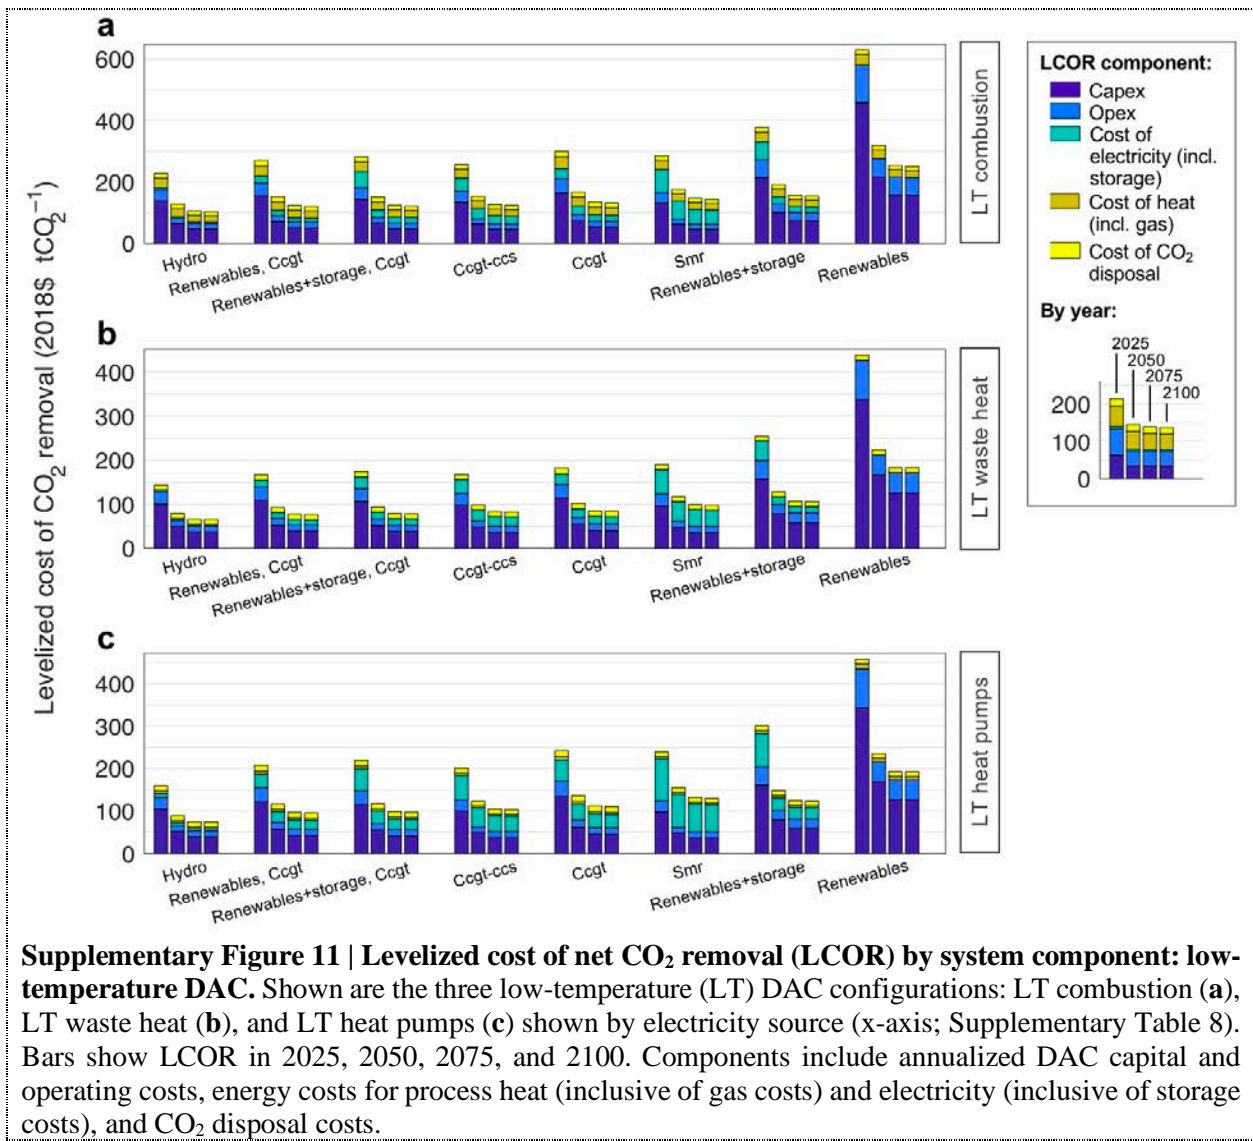 a
Levelized cost of CO₂ removal (2018$ tCO₂⁻¹)
600
400
200
0
Hydro
Renewables, Ccgt
Renewables+storage, Ccgt
Ccgt-ccs
Ccgt
Smr
Renewables+storage
Renewables
LT combustion
b
400
300
200
100
0
Hydro
Renewables, Ccgt
Renewables+storage, Ccgt
Ccgt-ccs
Ccgt
Smr
Renewables+storage
Renewables
LT waste heat
c
400
300
200
100
0
Hydro
Renewables, Ccgt
Renewables+storage, Ccgt
Ccgt-ccs
Ccgt
Smr
Renewables+storage
Renewables
LT heat pumps
LCOR component:
Capex
Opex
Cost of
electricity (incl.
storage)
Cost of heat
(incl. gas)
Cost of CO₂
disposal
By year:
2025
2050
2075
2100
200
100
0
Supplementary Figure 11 | Levelized cost of net CO₂ removal (LCOR) by system component: low-
temperature DAC. Shown are the three low-temperature (LT) DAC configurations: LT combustion (a),
LT waste heat (b), and LT heat pumps (c) shown by electricity source (x-axis; Supplementary Table 8).
Bars show LCOR in 2025, 2050, 2075, and 2100. Components include annualized DAC capital and
operating costs, energy costs for process heat (inclusive of gas costs) and electricity (inclusive of storage
costs), and CO₂ disposal costs.